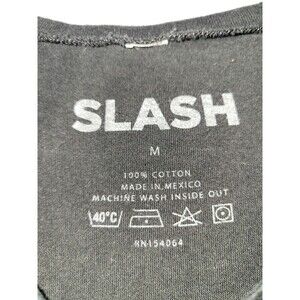 SLASH
M
100% COTTON
MADE IN MEXICO
MACHINE WASH INSIDE OUT
40°C
RN154064